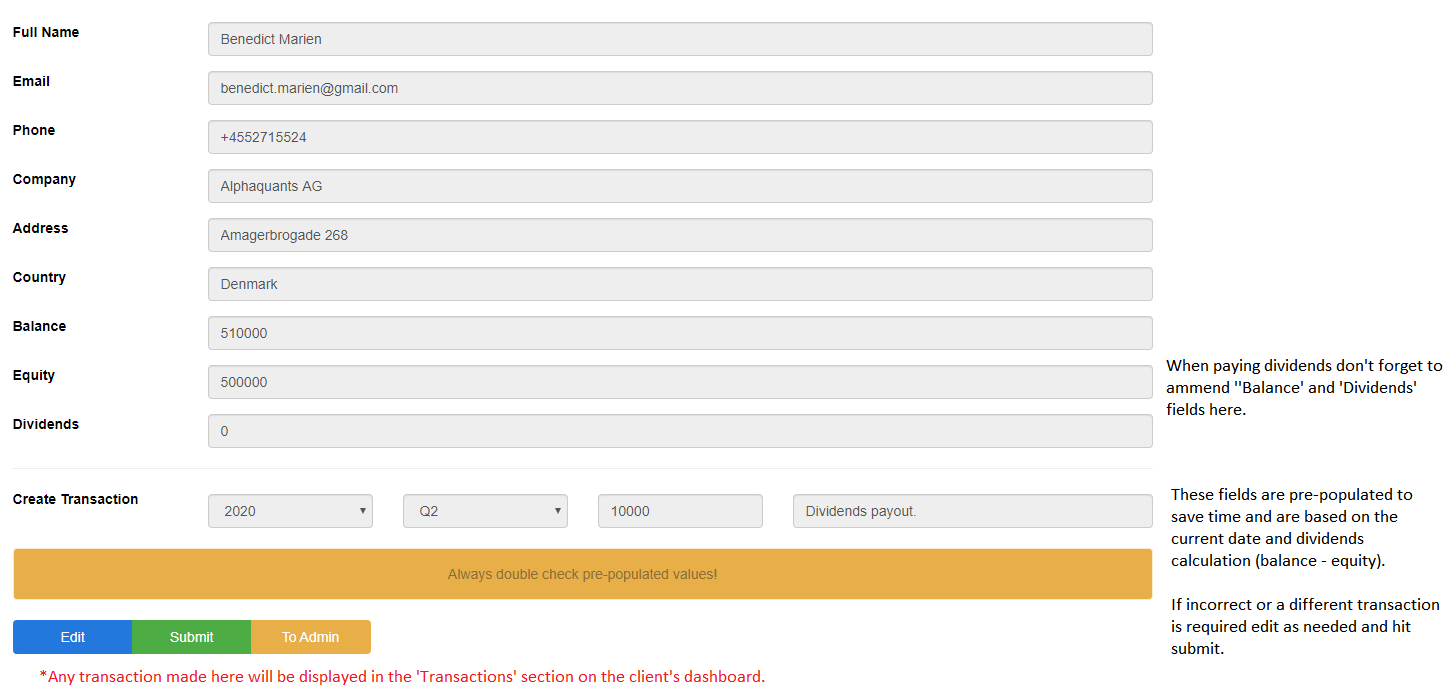 Full Name
Benedict Marien
Email
benedict.marien@gmail.com
Phone
+4552715524
Company
Alphaquants AG
Address
Amagerbrogade 268
Country
Denmark
Balance
510000
Equity
500000
Dividends
0
When paying dividends don't forget to
ammend ''Balance' and 'Dividends'
fields here.
Create Transaction
2020 Q2 10000 Dividends payout.
These fields are pre-populated to
save time and are based on the
current date and dividends
calculation (balance - equity).
If incorrect or a different transaction
is required edit as needed and hit
submit.
Always double check pre-populated values!
Edit Submit To Admin
*Any transaction made here will be displayed in the 'Transactions' section on the client's dashboard.